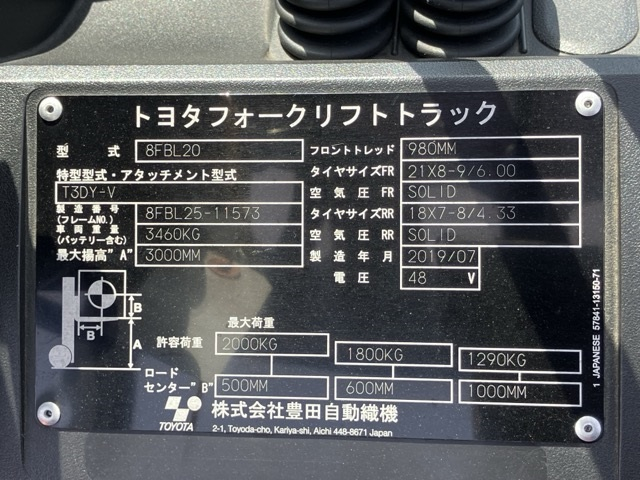 トヨタフォークリフトトラック
型式 8FBL20 フロントトレッド 980MM
特殊型式・アタッチメント型式 タイヤサイズFR 21X8-9/6.00
T3DY-V 空気圧FR SOLID
製造番号(フレームNO.) 8FBL25-11573 タイヤサイズRR 18X7-8/4.33
車両重量(バッテリー含む) 3460KG 空気圧RR SOLID
最大揚高"A" 3000MM 製造年月 2019/07
電圧 48 V
B
B
A
最大荷重
許容荷重 2000KG 1800KG 1290KG
ロード
センター"B" 500MM 600MM 1000MM
TOYOTA 株式会社豊田自動織機
2-1, Toyoda-cho, Kariya-shi, Aichi 448-8671 Japan
1 JAPANESE 57841-13150-71